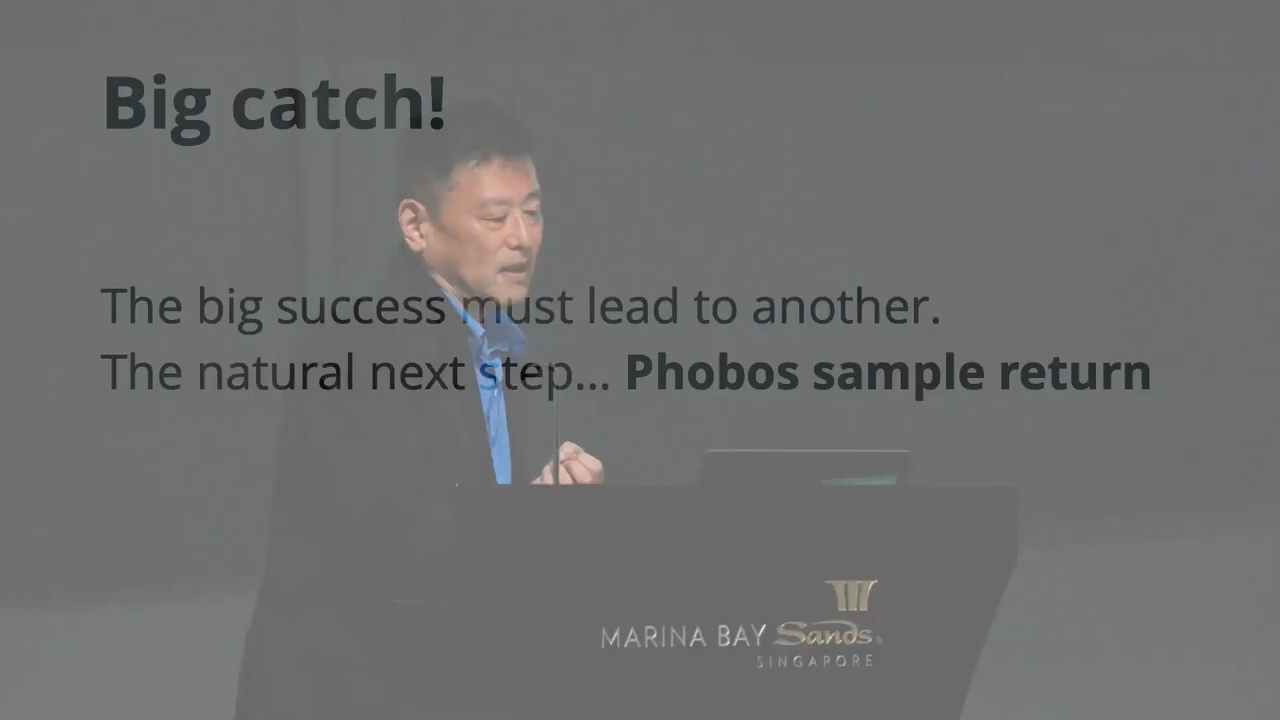 Big catch!
The big success must lead to another.
The natural next step... Phobos sample return
MARINA BAY Sands.
SINGAPORE